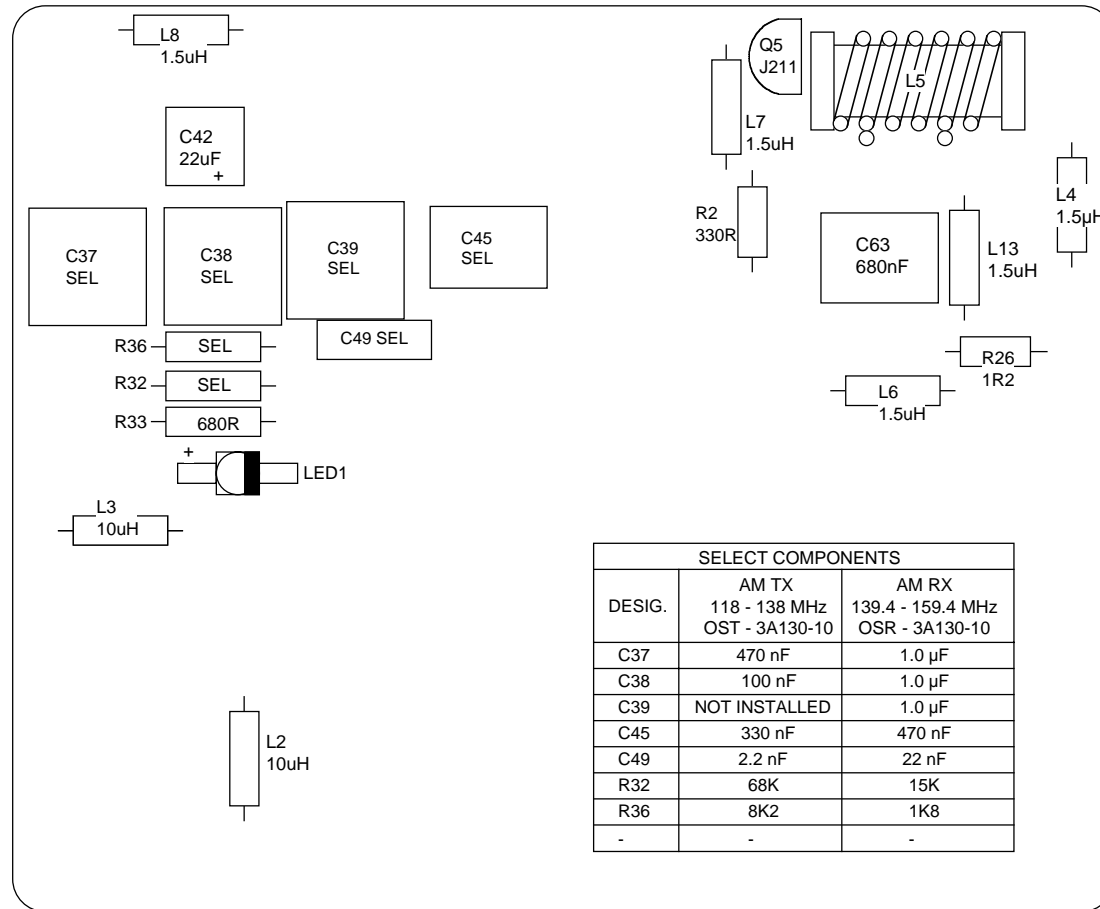 L8
1.5uH
Q5
J211
L5
L7
1.5uH
C42
22uF
+
L4
1.5µH
R2
330R
C37
SEL
C38
SEL
C39
SEL
C45
SEL
C63
680nF
L13
1.5uH
C49 SEL
R36
SEL
R32
SEL
R33
680R
R26
1R2
L6
1.5uH
+
LED1
L3
10uH
L2
10uH
SELECT COMPONENTS
DESIG.
AM TX
118 - 138 MHz
OST - 3A130-10
AM RX
139.4 - 159.4 MHz
OSR - 3A130-10
C37 470 nF 1.0 µF
C38 100 nF 1.0 µF
C39 NOT INSTALLED 1.0 µF
C45 330 nF 470 nF
C49 2.2 nF 22 nF
R32 68K 15K
R36 8K2 1K8
- - -